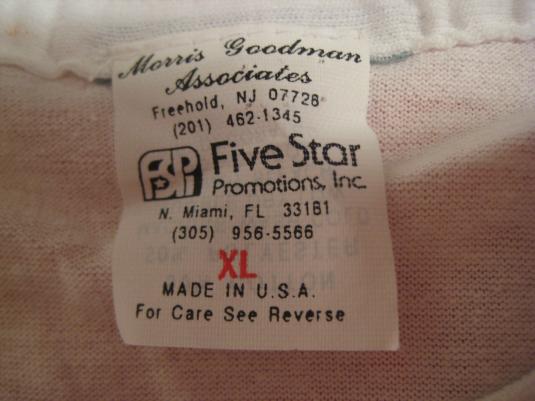 Morris Goodman
Associates
Freehold, NJ 07728
(201) 462-1345
FSP Five Star
Promotions, Inc.
N. Miami, FL 33181
(305) 956-5566
XL
MADE IN U.S.A.
For Care See Reverse